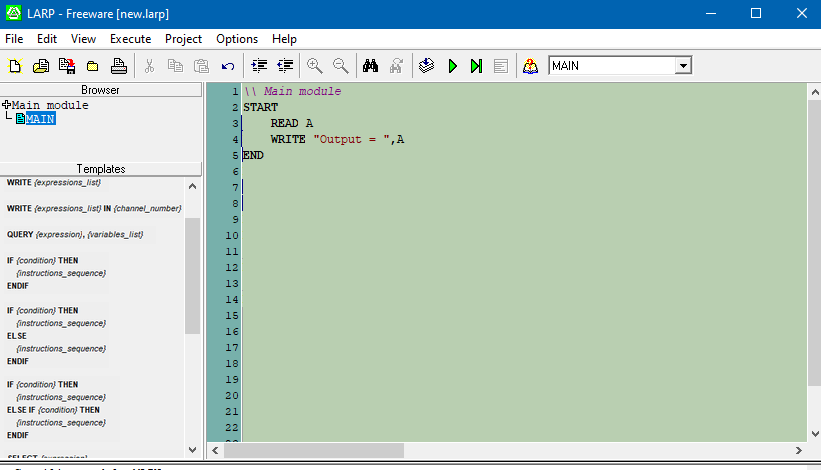 LARP - Freeware [new.larp]
File Edit View Execute Project Options Help
MAIN
Browser
Main module
MAIN
Templates
WRITE {expressions_list}
WRITE {expressions_list} IN {channel_number}
QUERY {expression}, {variables_list}
IF {condition} THEN
{instructions_sequence}
ENDIF
IF {condition} THEN
{instructions_sequence}
ELSE
{instructions_sequence}
ENDIF
IF {condition} THEN
{instructions_sequence}
ELSE IF {condition} THEN
{instructions_sequence}
ENDIF
1 \\ Main module
2 START
3 READ A
4 WRITE "Output = ",A
5 END
6
7
8
9
10
11
12
13
14
15
16
17
18
19
20
21
22